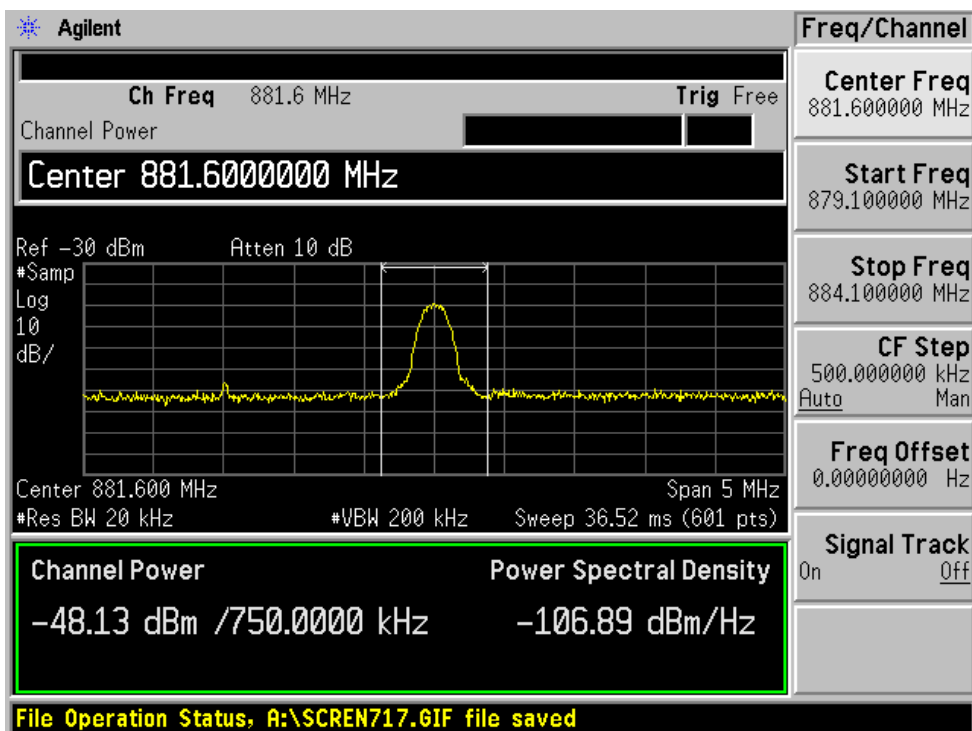 Agilent
Freq/Channel
Ch Freq 881.6 MHz Trig Free
Channel Power
Center 881.6000000 MHz
Ref -30 dBm Atten 10 dB
#Samp
Log
10
dB/
Center 881.600 MHz Span 5 MHz
#Res BW 20 kHz #VBW 200 kHz Sweep 36.52 ms (601 pts)
Channel Power Power Spectral Density
-48.13 dBm /750.0000 kHz -106.89 dBm/Hz
File Operation Status, A:\SCREN717.GIF file saved
Center Freq
881.600000 MHz
Start Freq
879.100000 MHz
Stop Freq
884.100000 MHz
CF Step
500.000000 kHz
Auto Man
Freq Offset
0.00000000 Hz
Signal Track
On Off